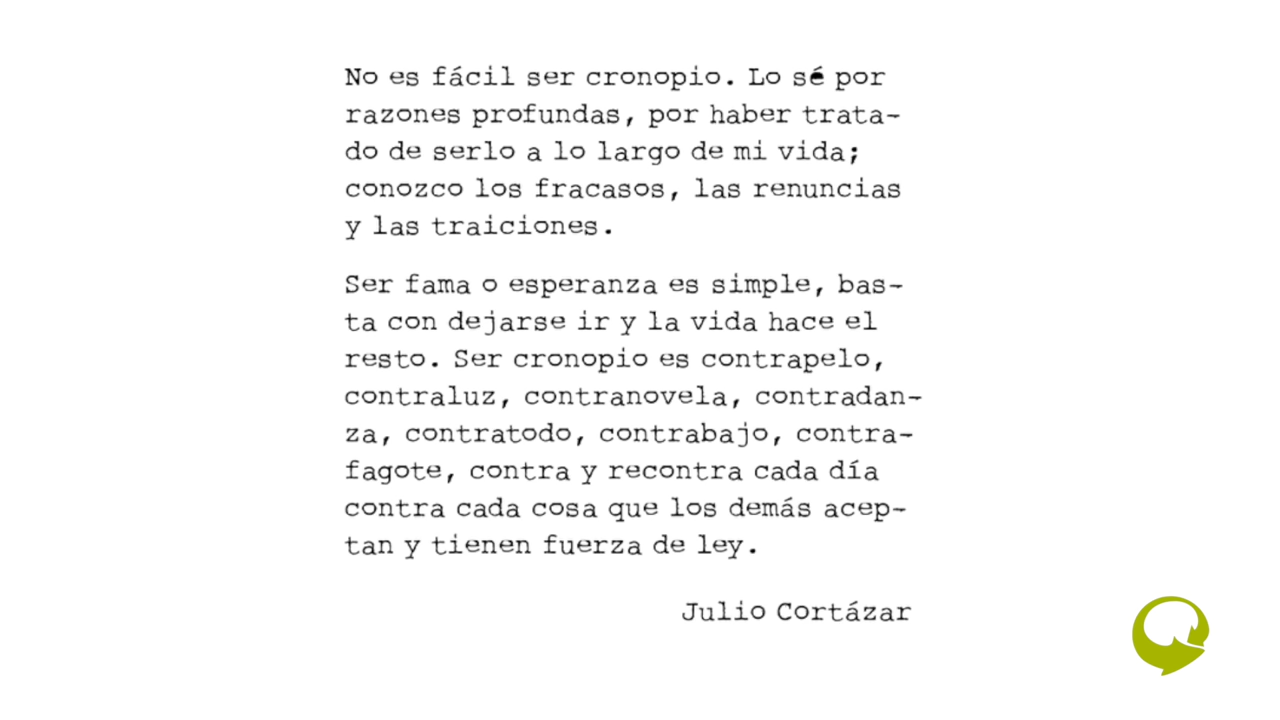 No es fácil ser cronopio. Lo sé por
razones profundas, por haber trata-
do de serlo a lo largo de mi vida;
conozco los fracasos, las renuncias
y las traiciones.
Ser fama o esperanza es simple, bas-
ta con dejarse ir y la vida hace el
resto. Ser cronopio es contrapelo,
contraluz, contranovela, contradan-
za, contratodo, contrabajo, contra-
fagote, contra y recontra cada día
contra cada cosa que los demás acep-
tan y tienen fuerza de ley.
Julio Cortázar